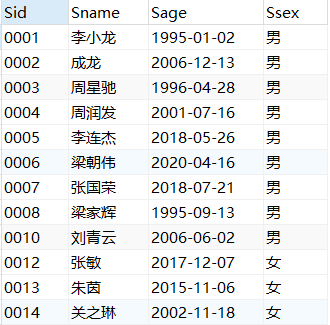 Sid Sname Sage Ssex
0001 李小龙 1995-01-02 男
0002 成龙 2006-12-13 男
0003 周星驰 1996-04-28 男
0004 周润发 2001-07-16 男
0005 李连杰 2018-05-26 男
0006 梁朝伟 2020-04-16 男
0007 张国荣 2018-07-21 男
0008 梁家辉 1995-09-13 男
0010 刘青云 2006-06-02 男
0012 张敏 2017-12-07 女
0013 朱茵 2015-11-06 女
0014 关之琳 2002-11-18 女